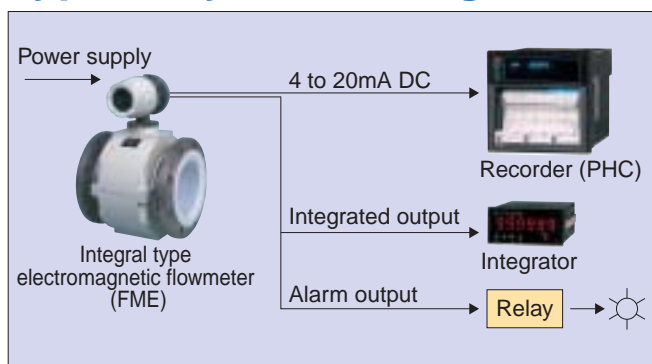 Power supply
4 to 20mA DC
Recorder (PHC)
Integrated output
Integrator
Integral type
electromagnetic flowmeter
(FME)
Alarm output
Relay